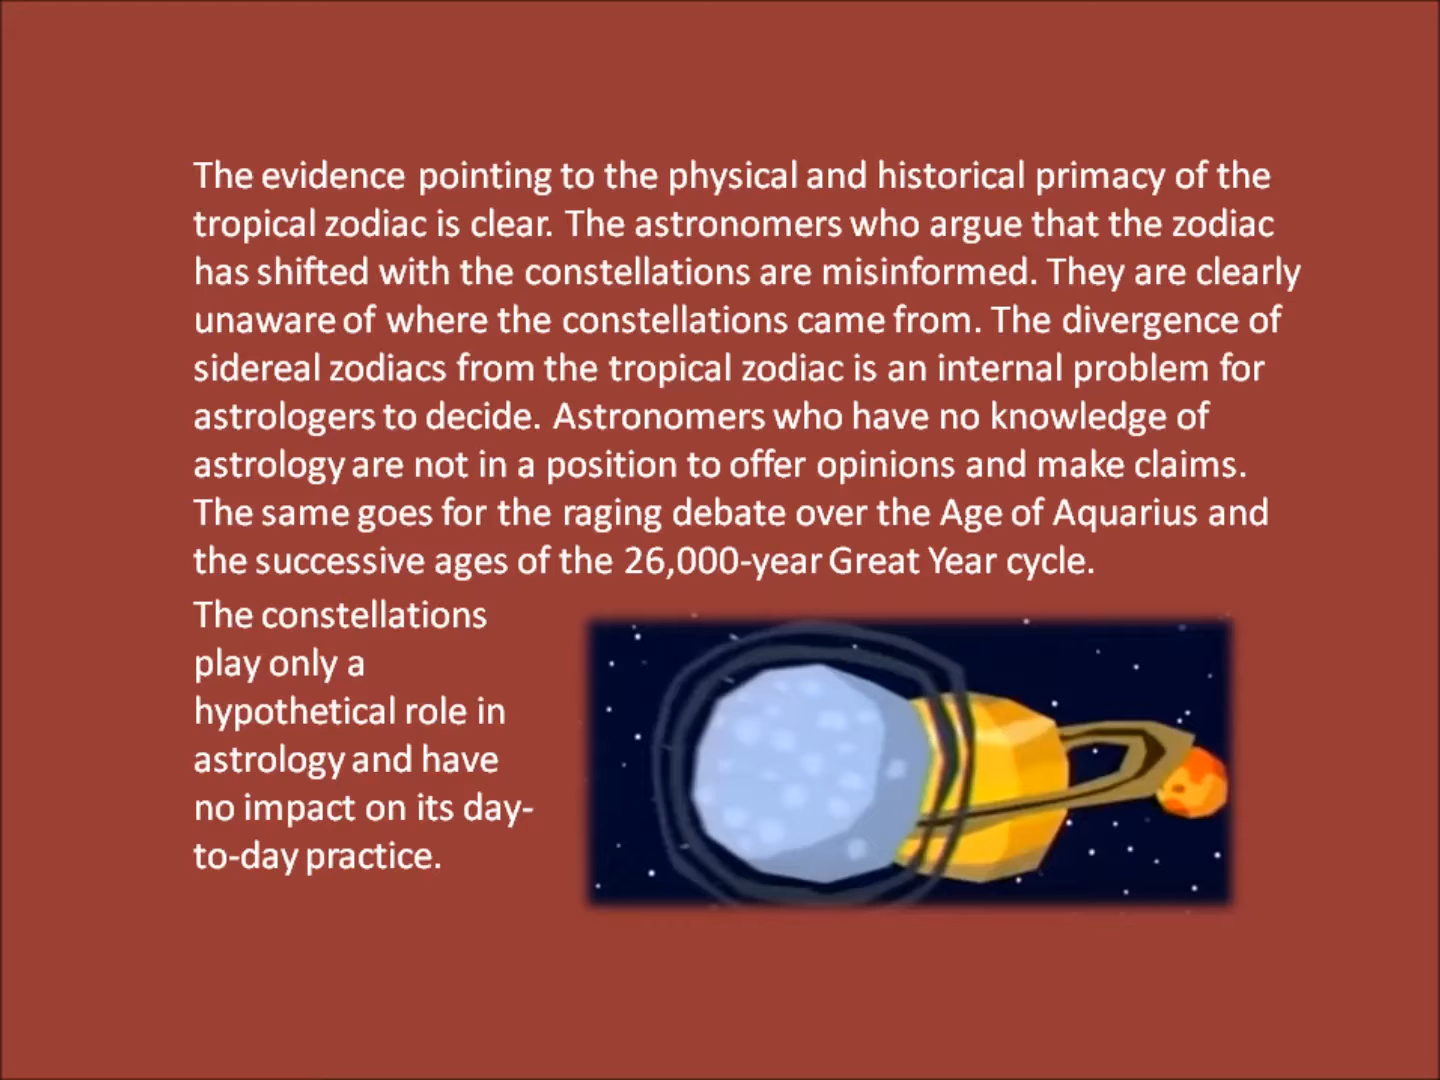 The evidence pointing to the physical and historical primacy of the
tropical zodiac is clear. The astronomers who argue that the zodiac
has shifted with the constellations are misinformed. They are clearly
unaware of where the constellations came from. The divergence of
sidereal zodiacs from the tropical zodiac is an internal problem for
astrologers to decide. Astronomers who have no knowledge of
astrology are not in a position to offer opinions and make claims.
The same goes for the raging debate over the Age of Aquarius and
the successive ages of the 26,000-year Great Year cycle.
The constellations
play only a
hypothetical role in
astrology and have
no impact on its day-
to-day practice.